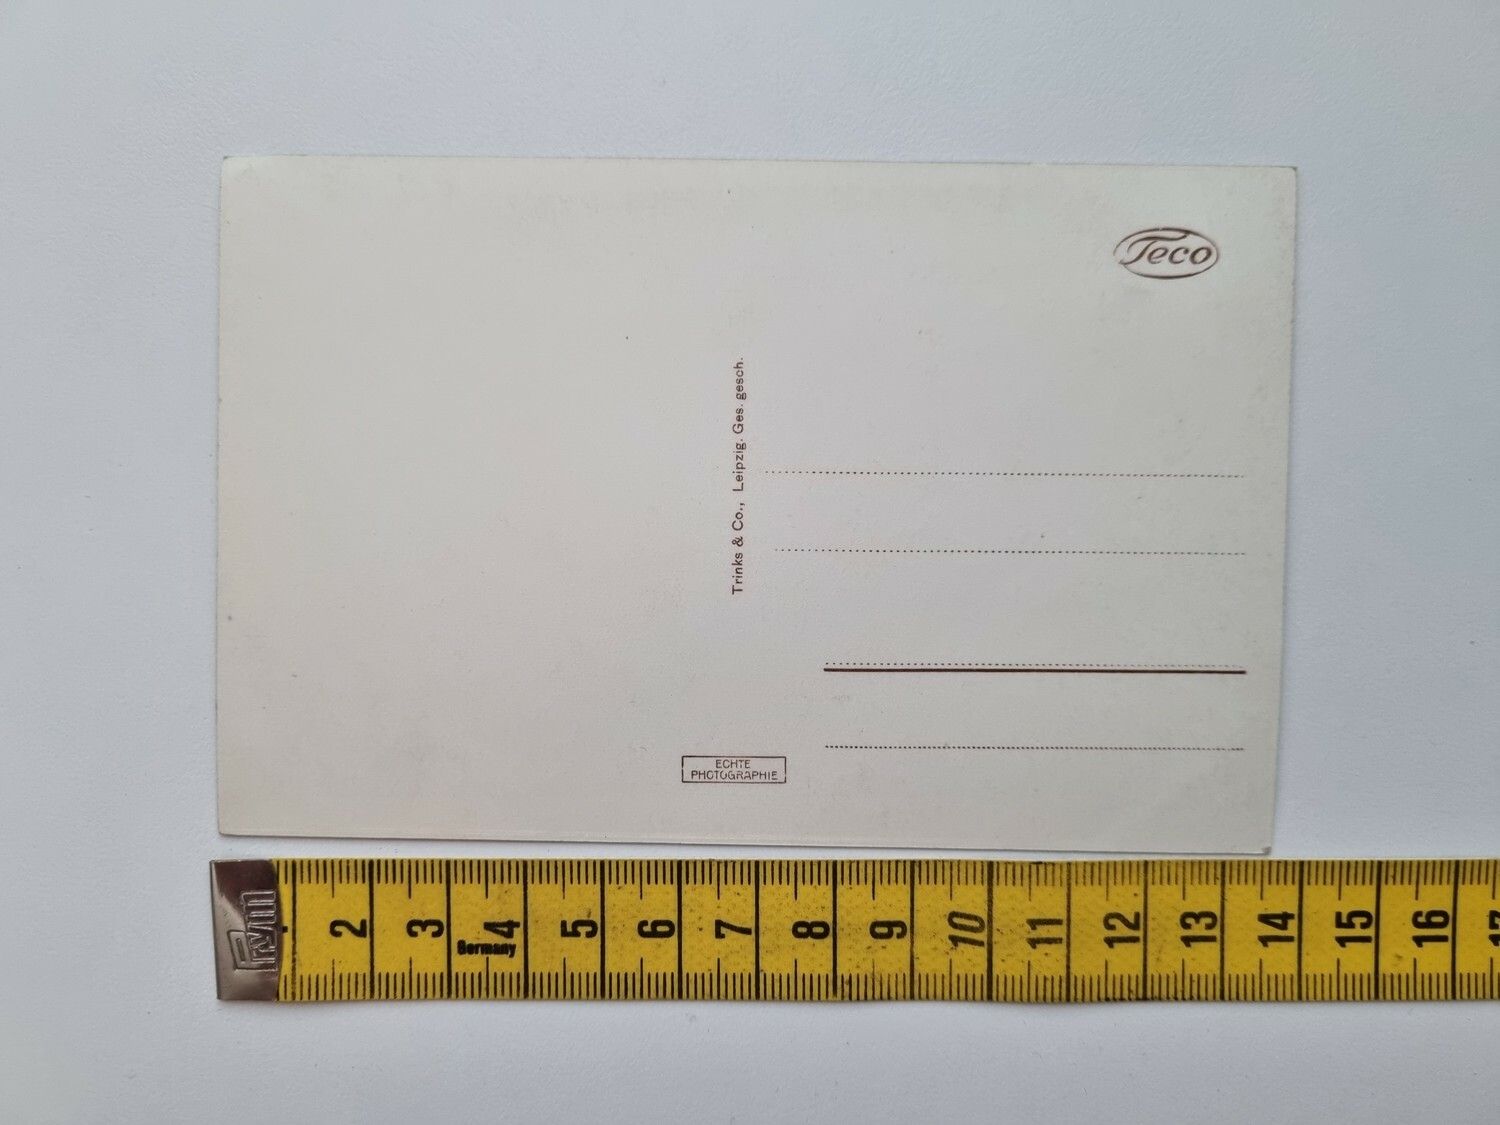 Teco
Trinks & Co., Leipzig. Ges. gesch.
ECHTE
PHOTOGRAPHIE
Prym
2 3 4 5 6 7 8 9 10 11 12 13 14 15 16 17
Germany